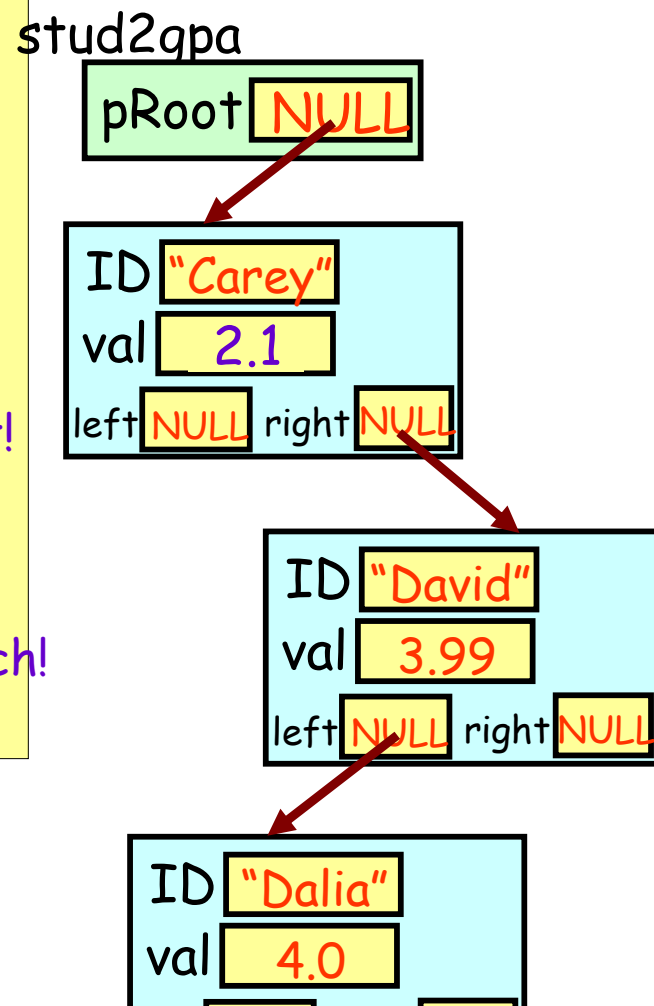 stud2gpa
pRoot NULL
ID “Carey”
val 2.1
left NULL right NULL
!
ID “David”
val 3.99
ch!
left NULL right NULL
ID “Dalia”
val 4.0